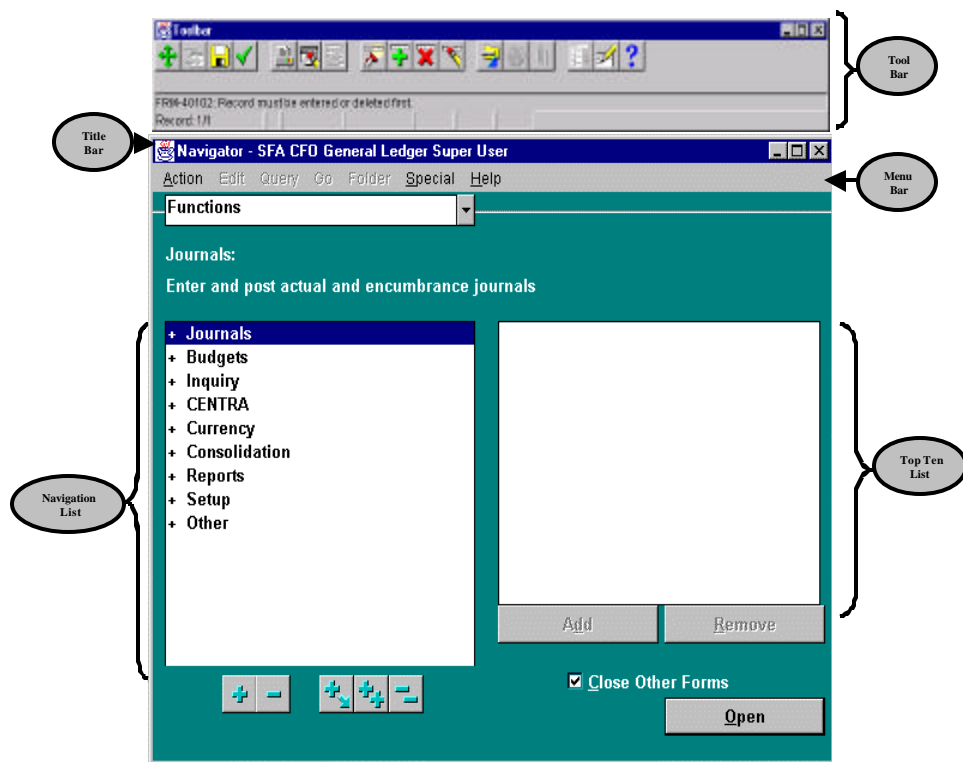 Toolbar
Tool
Bar
FRM-40102: Record must be entered or deleted first.
Record: 1/1
Title
Bar
Navigator - SFA CFO General Ledger Super User
Action Edit Query Go Folder Special Help
Menu
Bar
Functions
Journals:
Enter and post actual and encumbrance journals
+ Journals
+ Budgets
+ Inquiry
+ CENTRA
+ Currency
+ Consolidation
+ Reports
+ Setup
+ Other
Navigation
List
Top Ten
List
Add Remove
Close Other Forms
Open